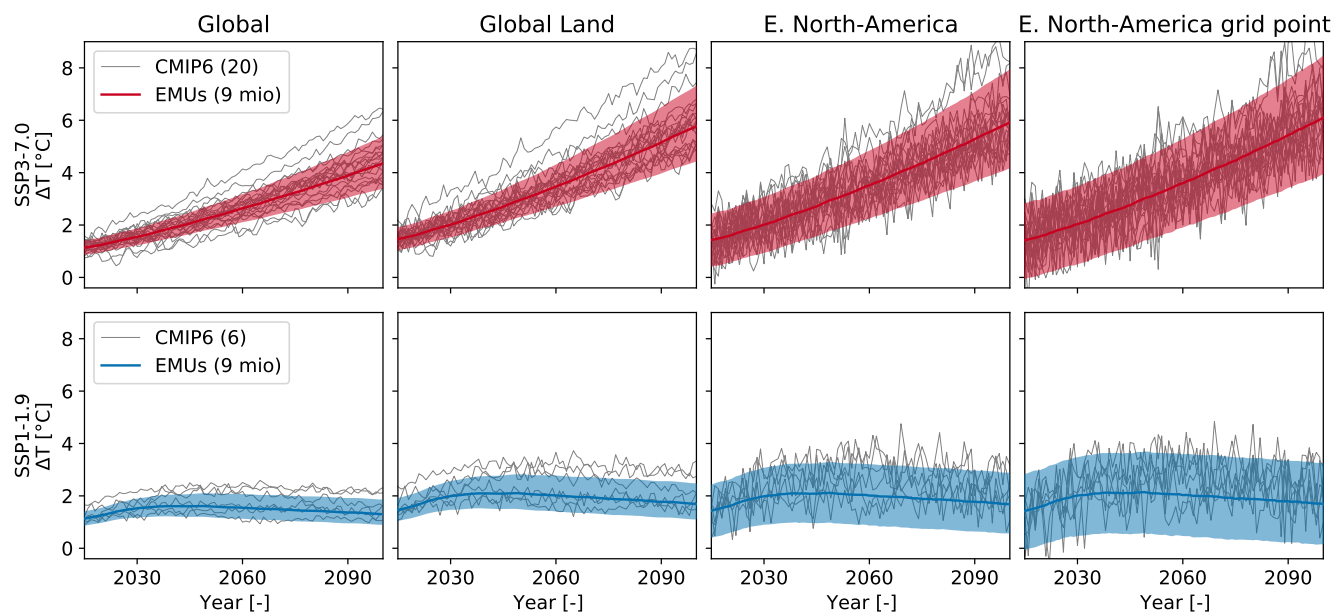 Global
Global Land
E. North-America
E. North-America grid point
SSP3-7.0
ΔT [°C]
8
6
4
2
0
CMIP6 (20)
EMUs (9 mio)
SSP1-1.9
ΔT [°C]
8
6
4
2
0
CMIP6 (6)
EMUs (9 mio)
2030
2060
2090
2030
2060
2090
2030
2060
2090
2030
2060
2090
Year [-]
Year [-]
Year [-]
Year [-]